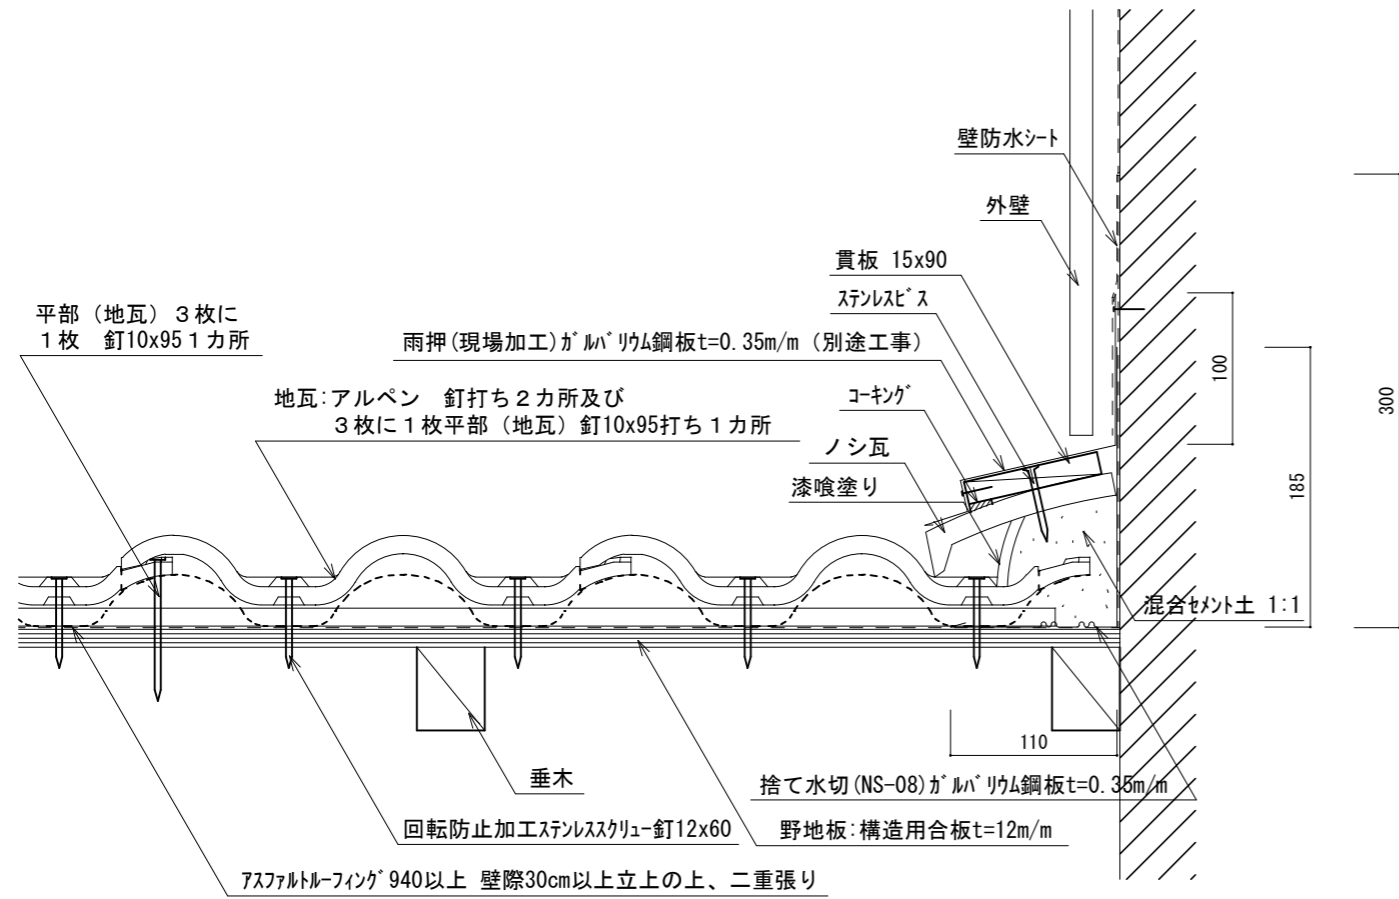 壁防水シート
外壁
貫板 15x90
ステンレスビス
平部（地瓦）３枚に
１枚　釘10x95１カ所
雨押(現場加工)ガルバリウム鋼板t=0.35m/m（別途工事）
地瓦:アルペン　釘打ち２カ所及び
３枚に１枚平部（地瓦）釘10x95打ち１カ所
コーキング
ノシ瓦
漆喰塗り
100
300
185
混合セメント土 1:1
110
垂木
捨て水切(NS-08)ガルバリウム鋼板t=0.35m/m
回転防止加工ステンレススクリュー釘12x60
野地板:構造用合板t=12m/m
アスファルトルーフィング940以上 壁際30cm以上立上の上、二重張り